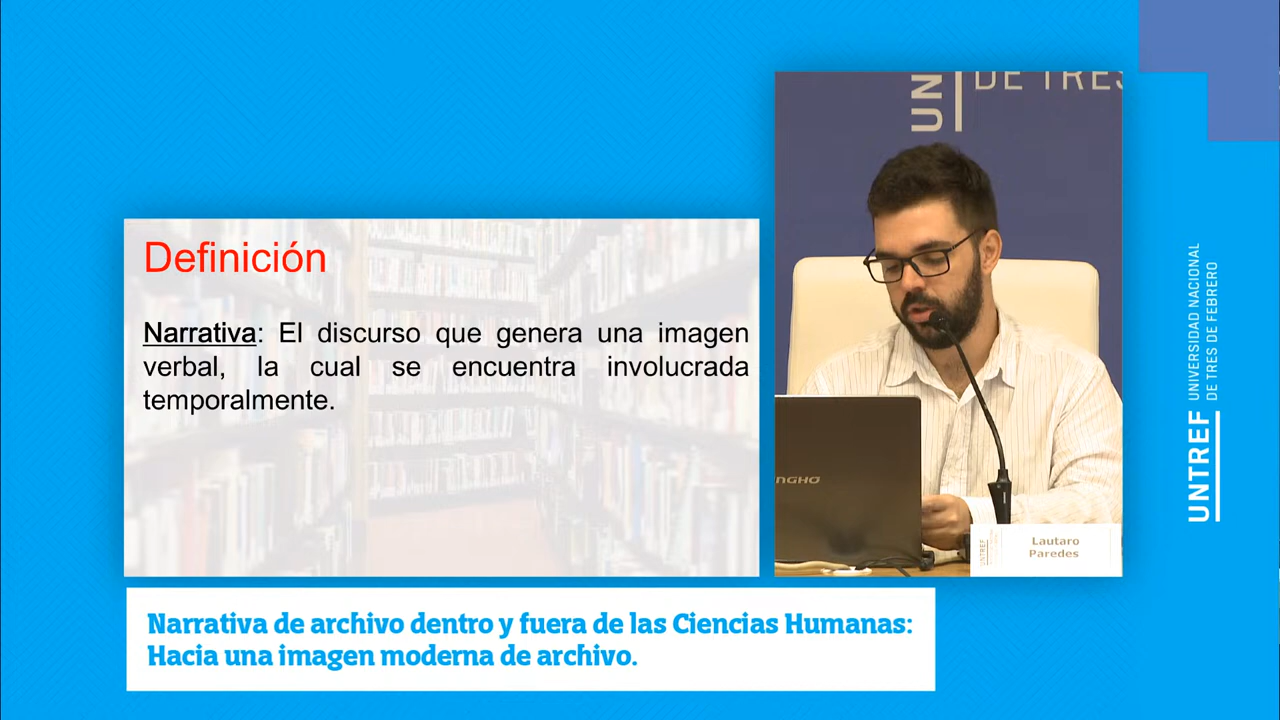 Definición
Narrativa: El discurso que genera una imagen
verbal, la cual se encuentra involucrada
temporalmente.
UN
DE TRES
NGHO
UNTREF
Lautaro
Paredes
Narrativa de archivo dentro y fuera de las Ciencias Humanas:
Hacia una imagen moderna de archivo.
UNTREF
UNIVERSIDAD NACIONAL
DE TRES DE FEBRERO